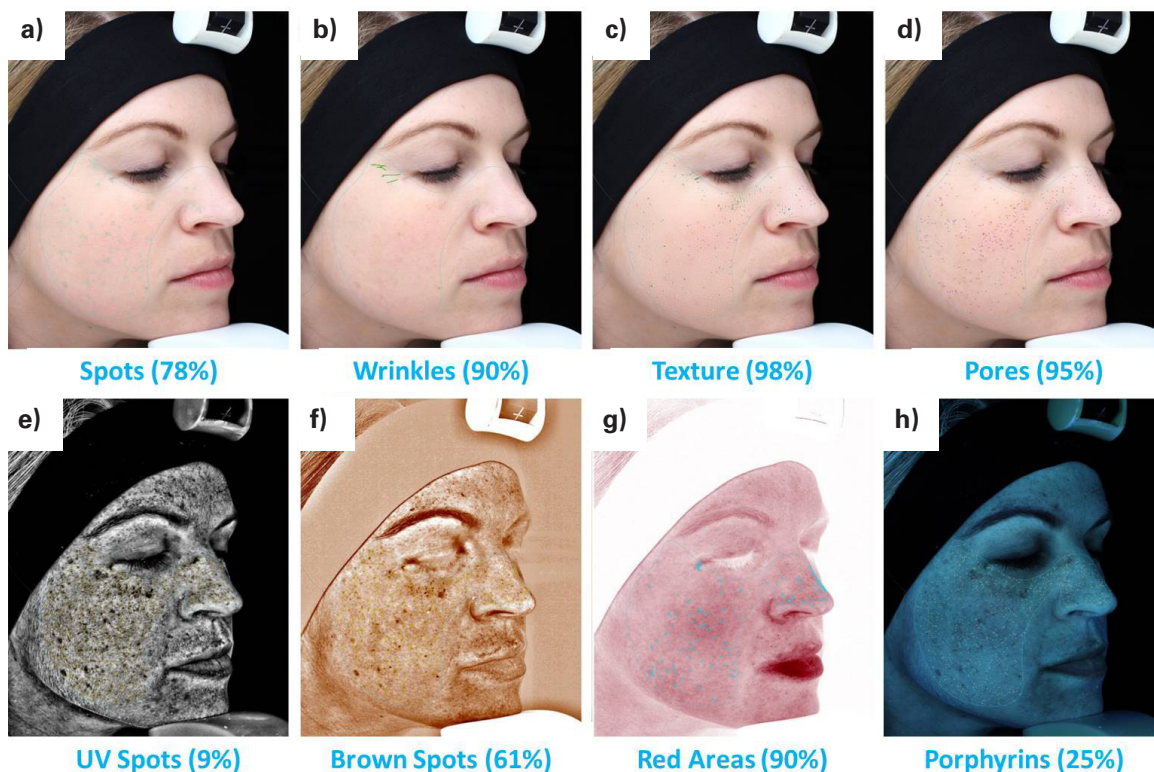 a)
b)
c)
d)
Spots (78%)
Wrinkles (90%)
Texture (98%)
Pores (95%)
e)
f)
g)
h)
UV Spots (9%)
Brown Spots (61%)
Red Areas (90%)
Porphyrins (25%)